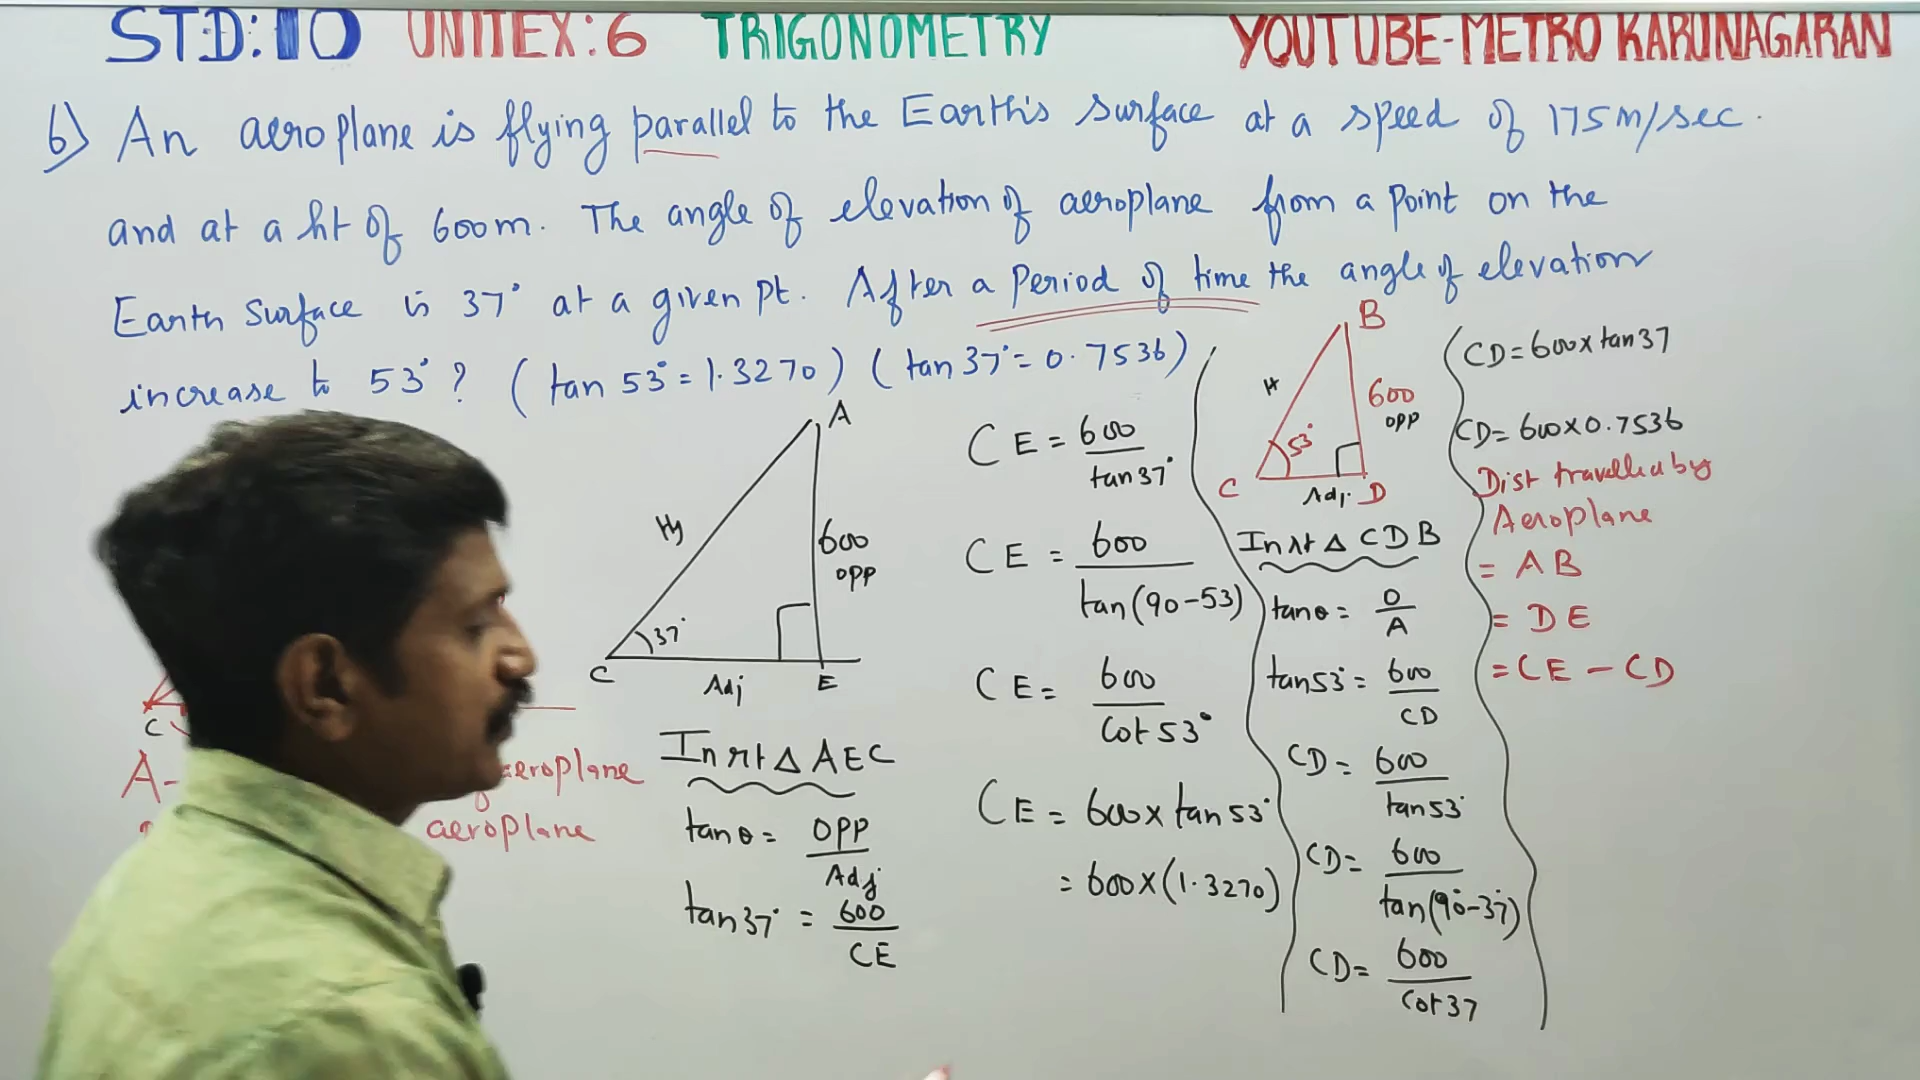 STD:10 UNITEX:6 TRIGONOMETRY YOUTUBE-METRO KARUNAGARAN
6) An aeroplane is flying parallel to the Earth's surface at a speed of 175m/sec.
and at a ht of 600m. The angle of elevation of aeroplane from a point on the
Earth surface is 37° at a given pt. After a period of time the angle of elevation
increase to 53°? (tan 53° = 1.3270) (tan 37° = 0.7536)
A
Hy
600
opp
37°
C
Adj
E
In rt △ AEC
tan θ = opp
Adj
tan 37° = 600
CE
CE = 600
tan 37°
CE = 600
tan(90-53)
CE = 600
Cot 53°
CE = 600 x tan 53°
= 600 x (1.3270)
B
H
600
opp
53°
C
Adj.
D
In rt △ CDB
tan θ = O
A
tan 53° = 600
CD
CD = 600
tan 53°
CD = 600
tan(90°-37°)
CD = 600
Cot 37
CD = 600 x tan 37
CD = 600 x 0.7536
Dist travelled by
Aeroplane
= AB
= DE
= CE - CD
C
A-
aeroplane
aeroplane